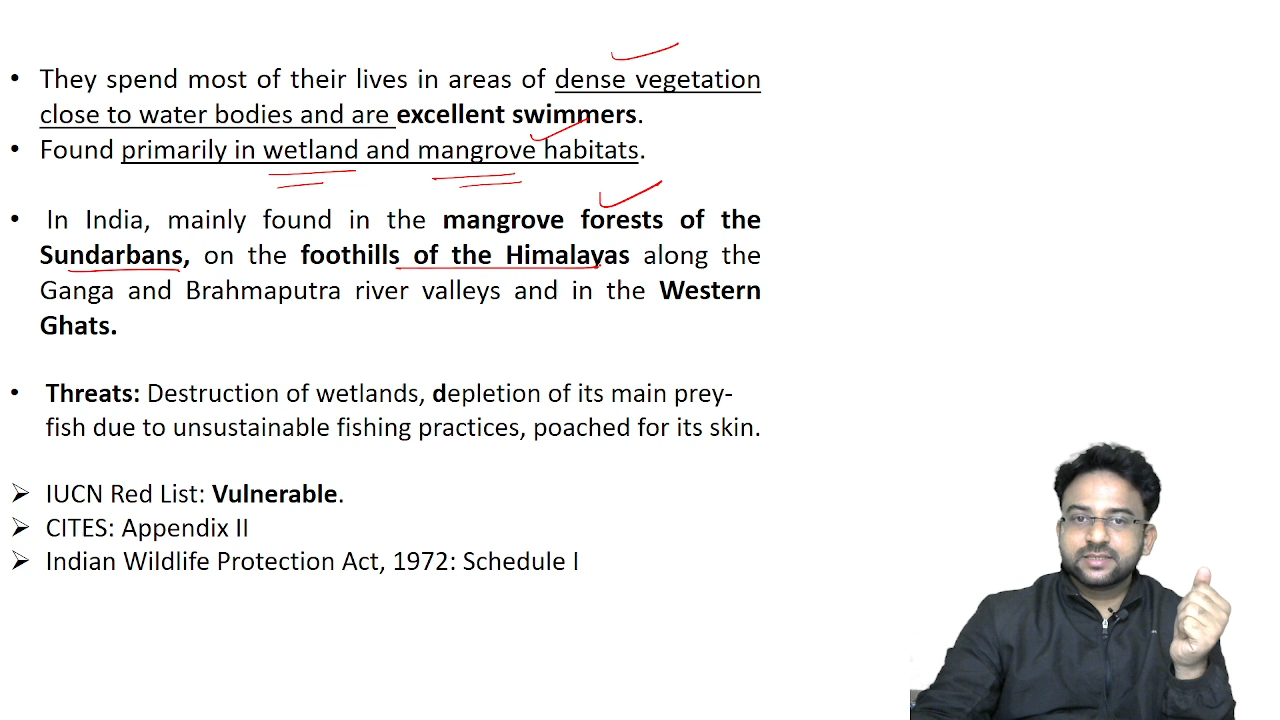 • They spend most of their lives in areas of dense vegetation
close to water bodies and are excellent swimmers.
• Found primarily in wetland and mangrove habitats.
• In India, mainly found in the mangrove forests of the
Sundarbans, on the foothills of the Himalayas along the
Ganga and Brahmaputra river valleys and in the Western
Ghats.
• Threats: Destruction of wetlands, depletion of its main prey-
fish due to unsustainable fishing practices, poached for its skin.
➢ IUCN Red List: Vulnerable.
➢ CITES: Appendix II
➢ Indian Wildlife Protection Act, 1972: Schedule I